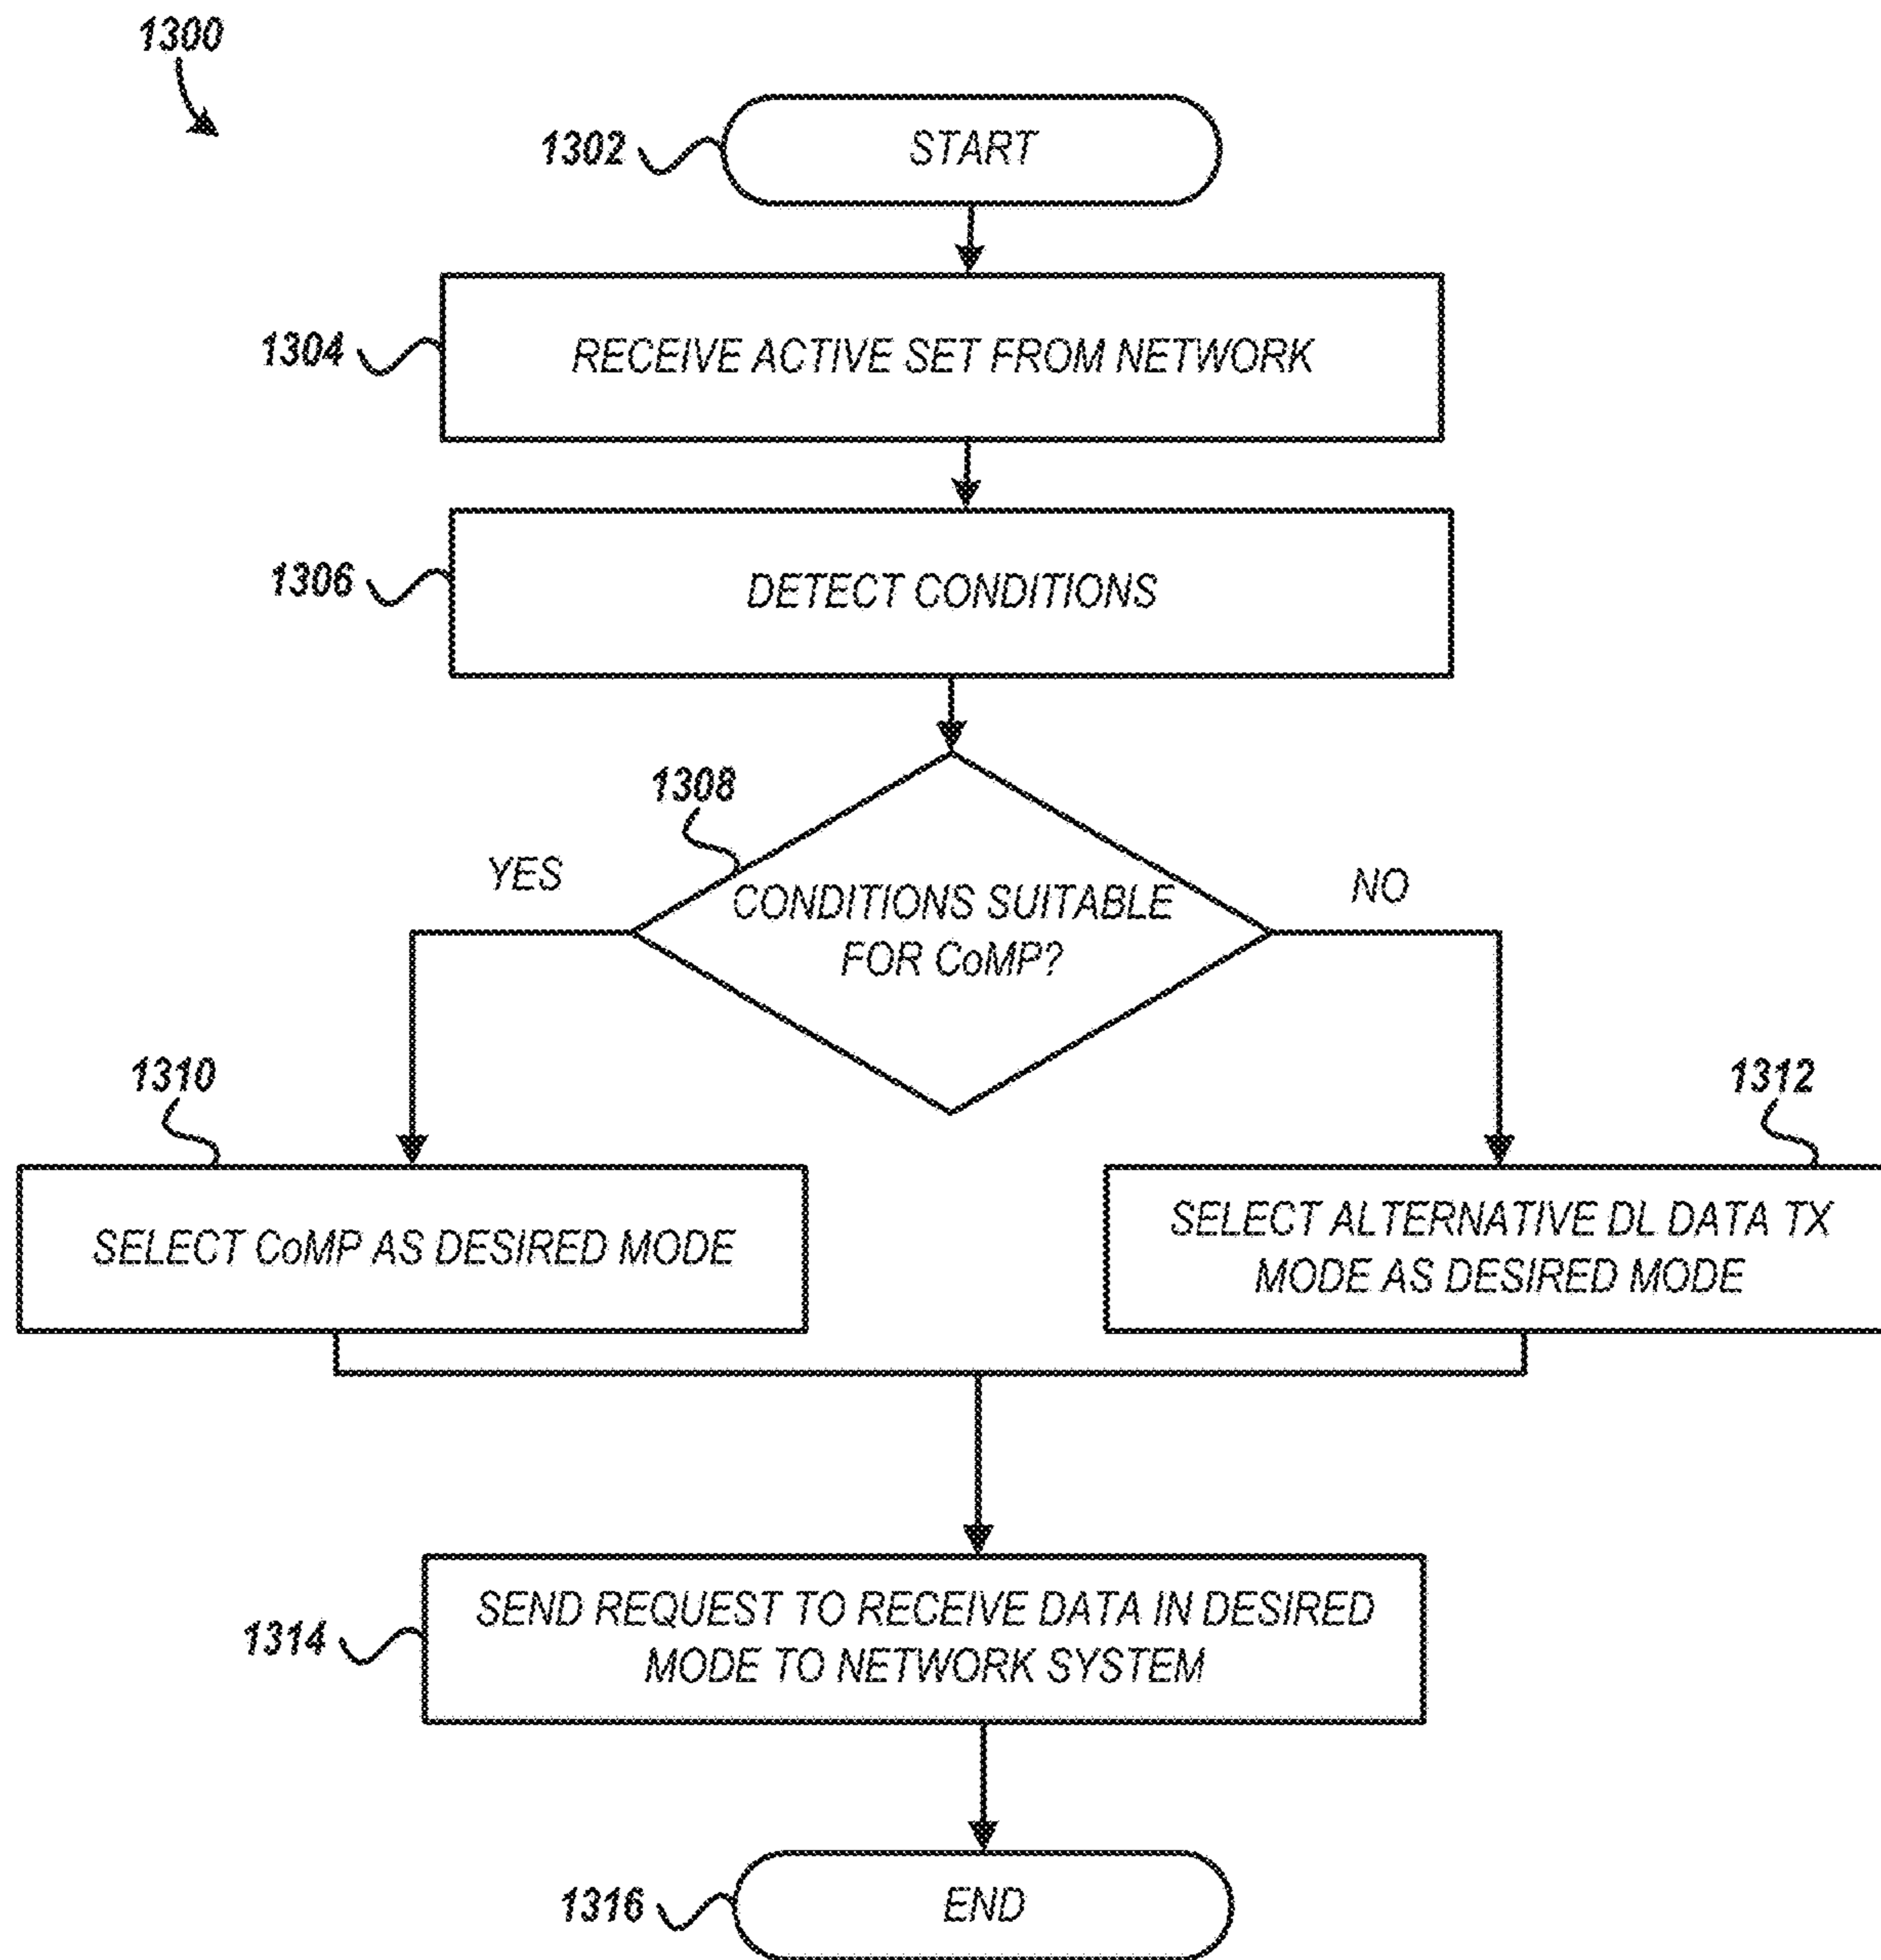 1300
1302
START
1304
RECEIVE ACTIVE SET FROM NETWORK
1306
DETECT CONDITIONS
1308
YES
NO
CONDITIONS SUITABLE
FOR CoMP?
1310
1312
SELECT CoMP AS DESIRED MODE
SELECT ALTERNATIVE DL DATA TX
MODE AS DESIRED MODE
1314
SEND REQUEST TO RECEIVE DATA IN DESIRED
MODE TO NETWORK SYSTEM
1316
END